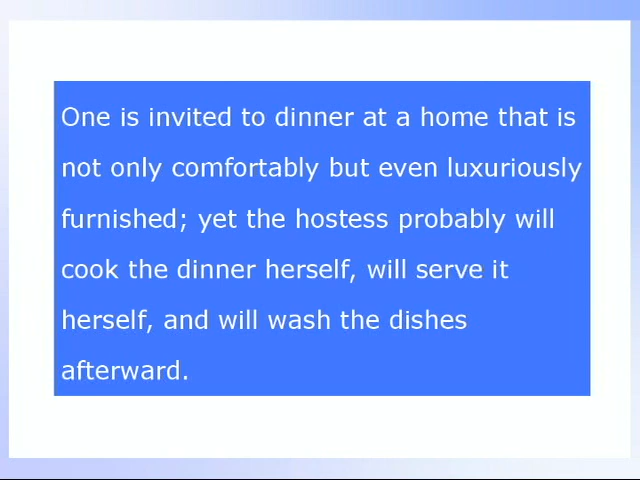 One is invited to dinner at a home that is
not only comfortably but even luxuriously
furnished; yet the hostess probably will
cook the dinner herself, will serve it
herself, and will wash the dishes
afterward.